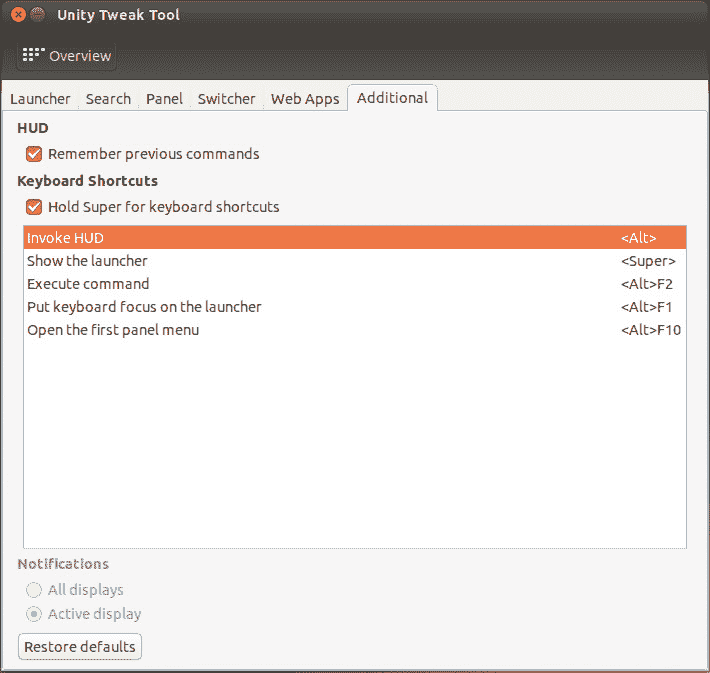 Unity Tweak Tool
Overview
Launcher Search Panel Switcher Web Apps Additional
HUD
Remember previous commands
Keyboard Shortcuts
Hold Super for keyboard shortcuts
Invoke HUD <Alt>
Show the launcher <Super>
Execute command <Alt>F2
Put keyboard focus on the launcher <Alt>F1
Open the first panel menu <Alt>F10
Notifications
All displays
Active display
Restore defaults